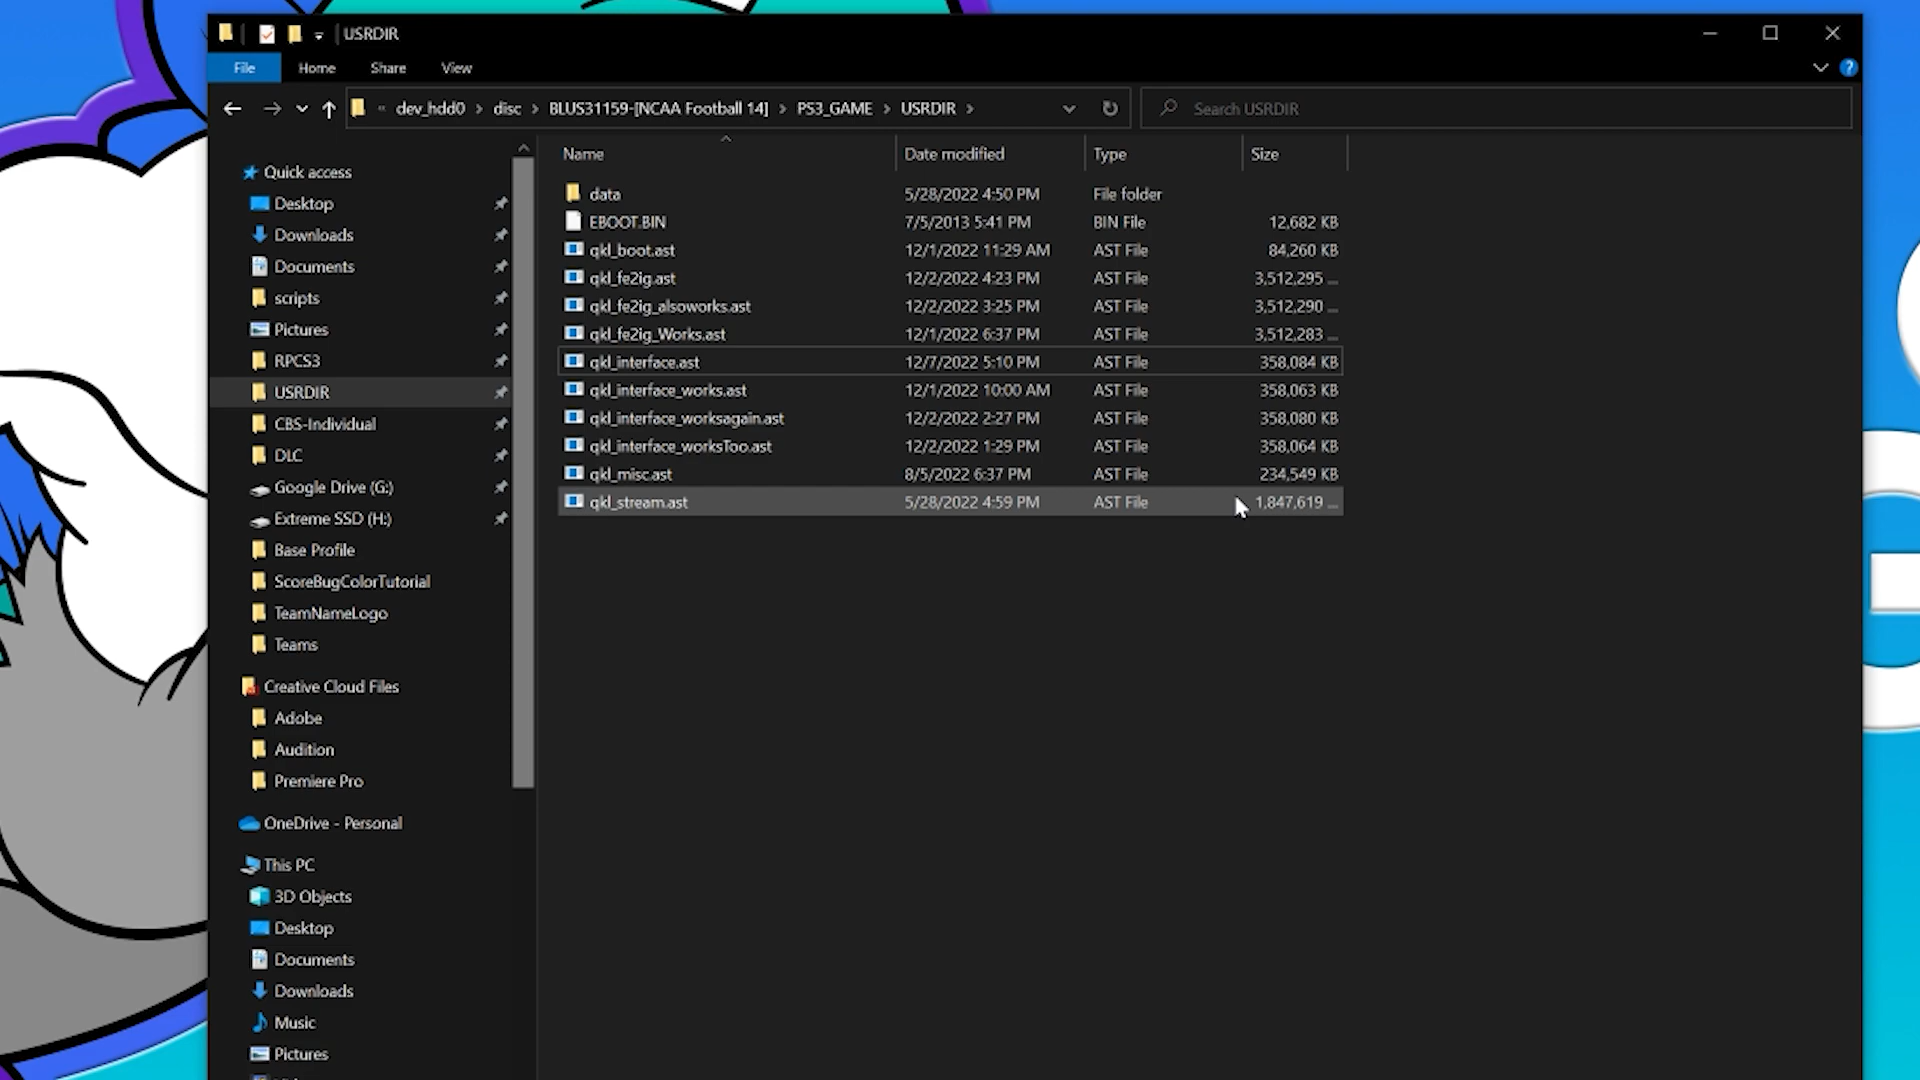 USRDIR
File Home Share View
« dev_hdd0 › disc › BLUS31159-[NCAA Football 14] › PS3_GAME › USRDIR ›
Search USRDIR
Name Date modified Type Size
data 5/28/2022 4:50 PM File folder
EBOOT.BIN 7/5/2013 5:41 PM BIN File 12,682 KB
qkl_boot.ast 12/1/2022 11:29 AM AST File 84,260 KB
qkl_fe2ig.ast 12/2/2022 4:23 PM AST File 3,512,295 ...
qkl_fe2ig_alsoworks.ast 12/2/2022 3:25 PM AST File 3,512,290 ...
qkl_fe2ig_Works.ast 12/1/2022 6:37 PM AST File 3,512,283 ...
qkl_interface.ast 12/7/2022 5:10 PM AST File 358,084 KB
qkl_interface_works.ast 12/1/2022 10:00 AM AST File 358,063 KB
qkl_interface_worksagain.ast 12/2/2022 2:27 PM AST File 358,080 KB
qkl_interface_worksToo.ast 12/2/2022 1:29 PM AST File 358,064 KB
qkl_misc.ast 8/5/2022 6:37 PM AST File 234,549 KB
qkl_stream.ast 5/28/2022 4:59 PM AST File 1,847,619 ...
Quick access
Desktop
Downloads
Documents
scripts
Pictures
RPCS3
USRDIR
CBS-Individual
DLC
Google Drive (G:)
Extreme SSD (H:)
Base Profile
ScoreBugColorTutorial
TeamNameLogo
Teams
Creative Cloud Files
Adobe
Audition
Premiere Pro
OneDrive - Personal
This PC
3D Objects
Desktop
Documents
Downloads
Music
Pictures